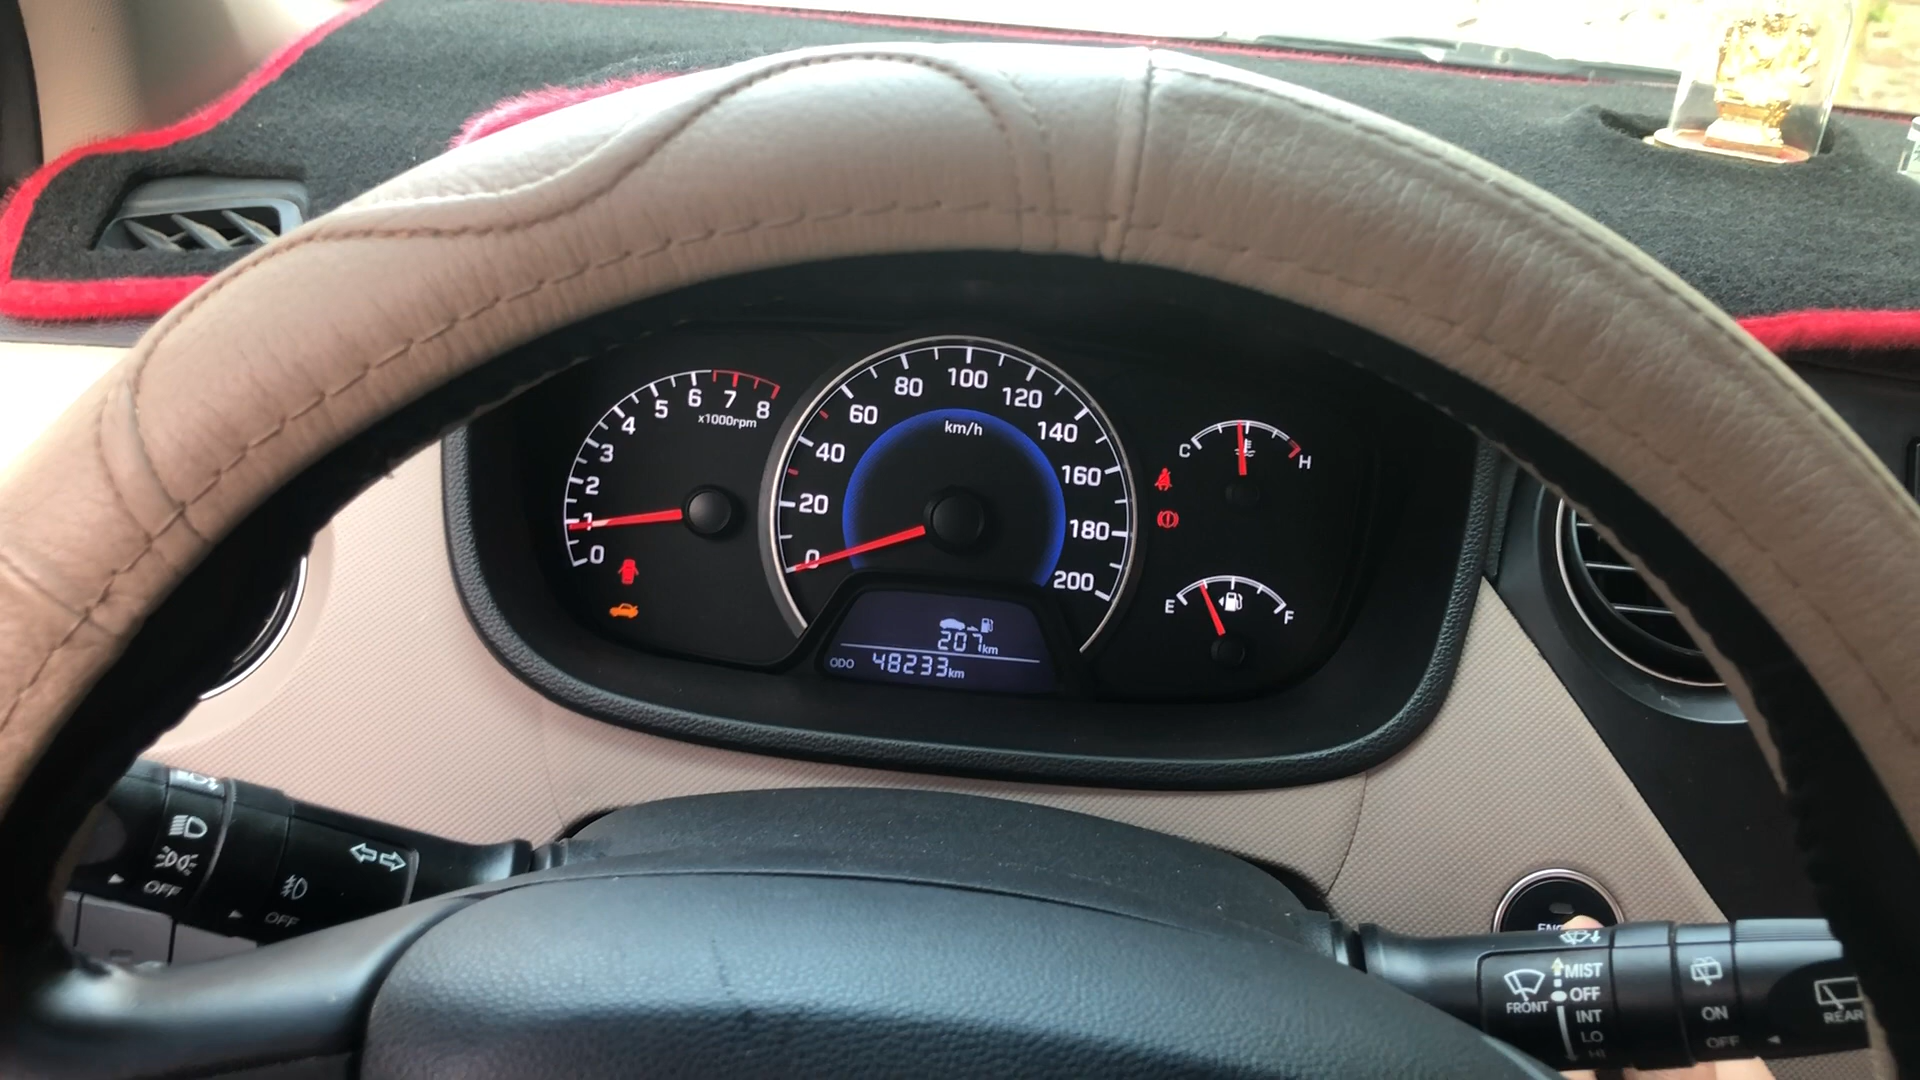 0
1
2
3
4
5
6
7
8
x1000rpm
0
20
40
60
80
100
120
140
160
180
200
km/h
C
H
E
F
207km
ODO 48233km
OFF
OFF
FRONT
MIST
OFF
INT
LO
HI
ON
OFF
REAR